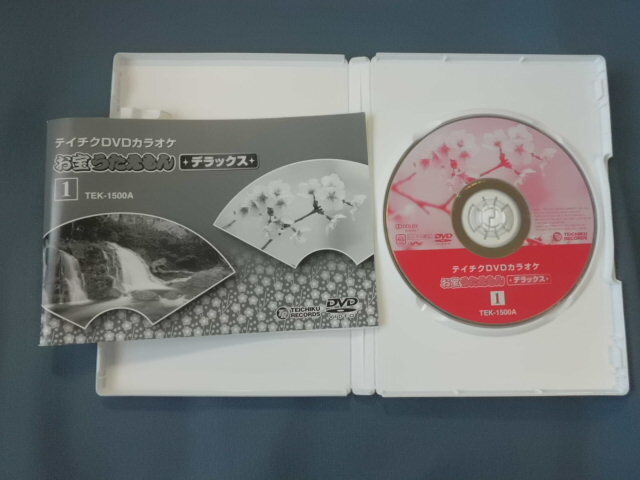 テイチクDVDカラオケ
お宝うたえもん
デラックス
1
TEK-1500A
TEICHIKU
RECORDS
DVD
VIDEO
DOLBY
DVD
TEICHIKU
RECORDS
テイチクDVDカラオケ
お宝うたえもん
デラックス
1
TEK-1500A